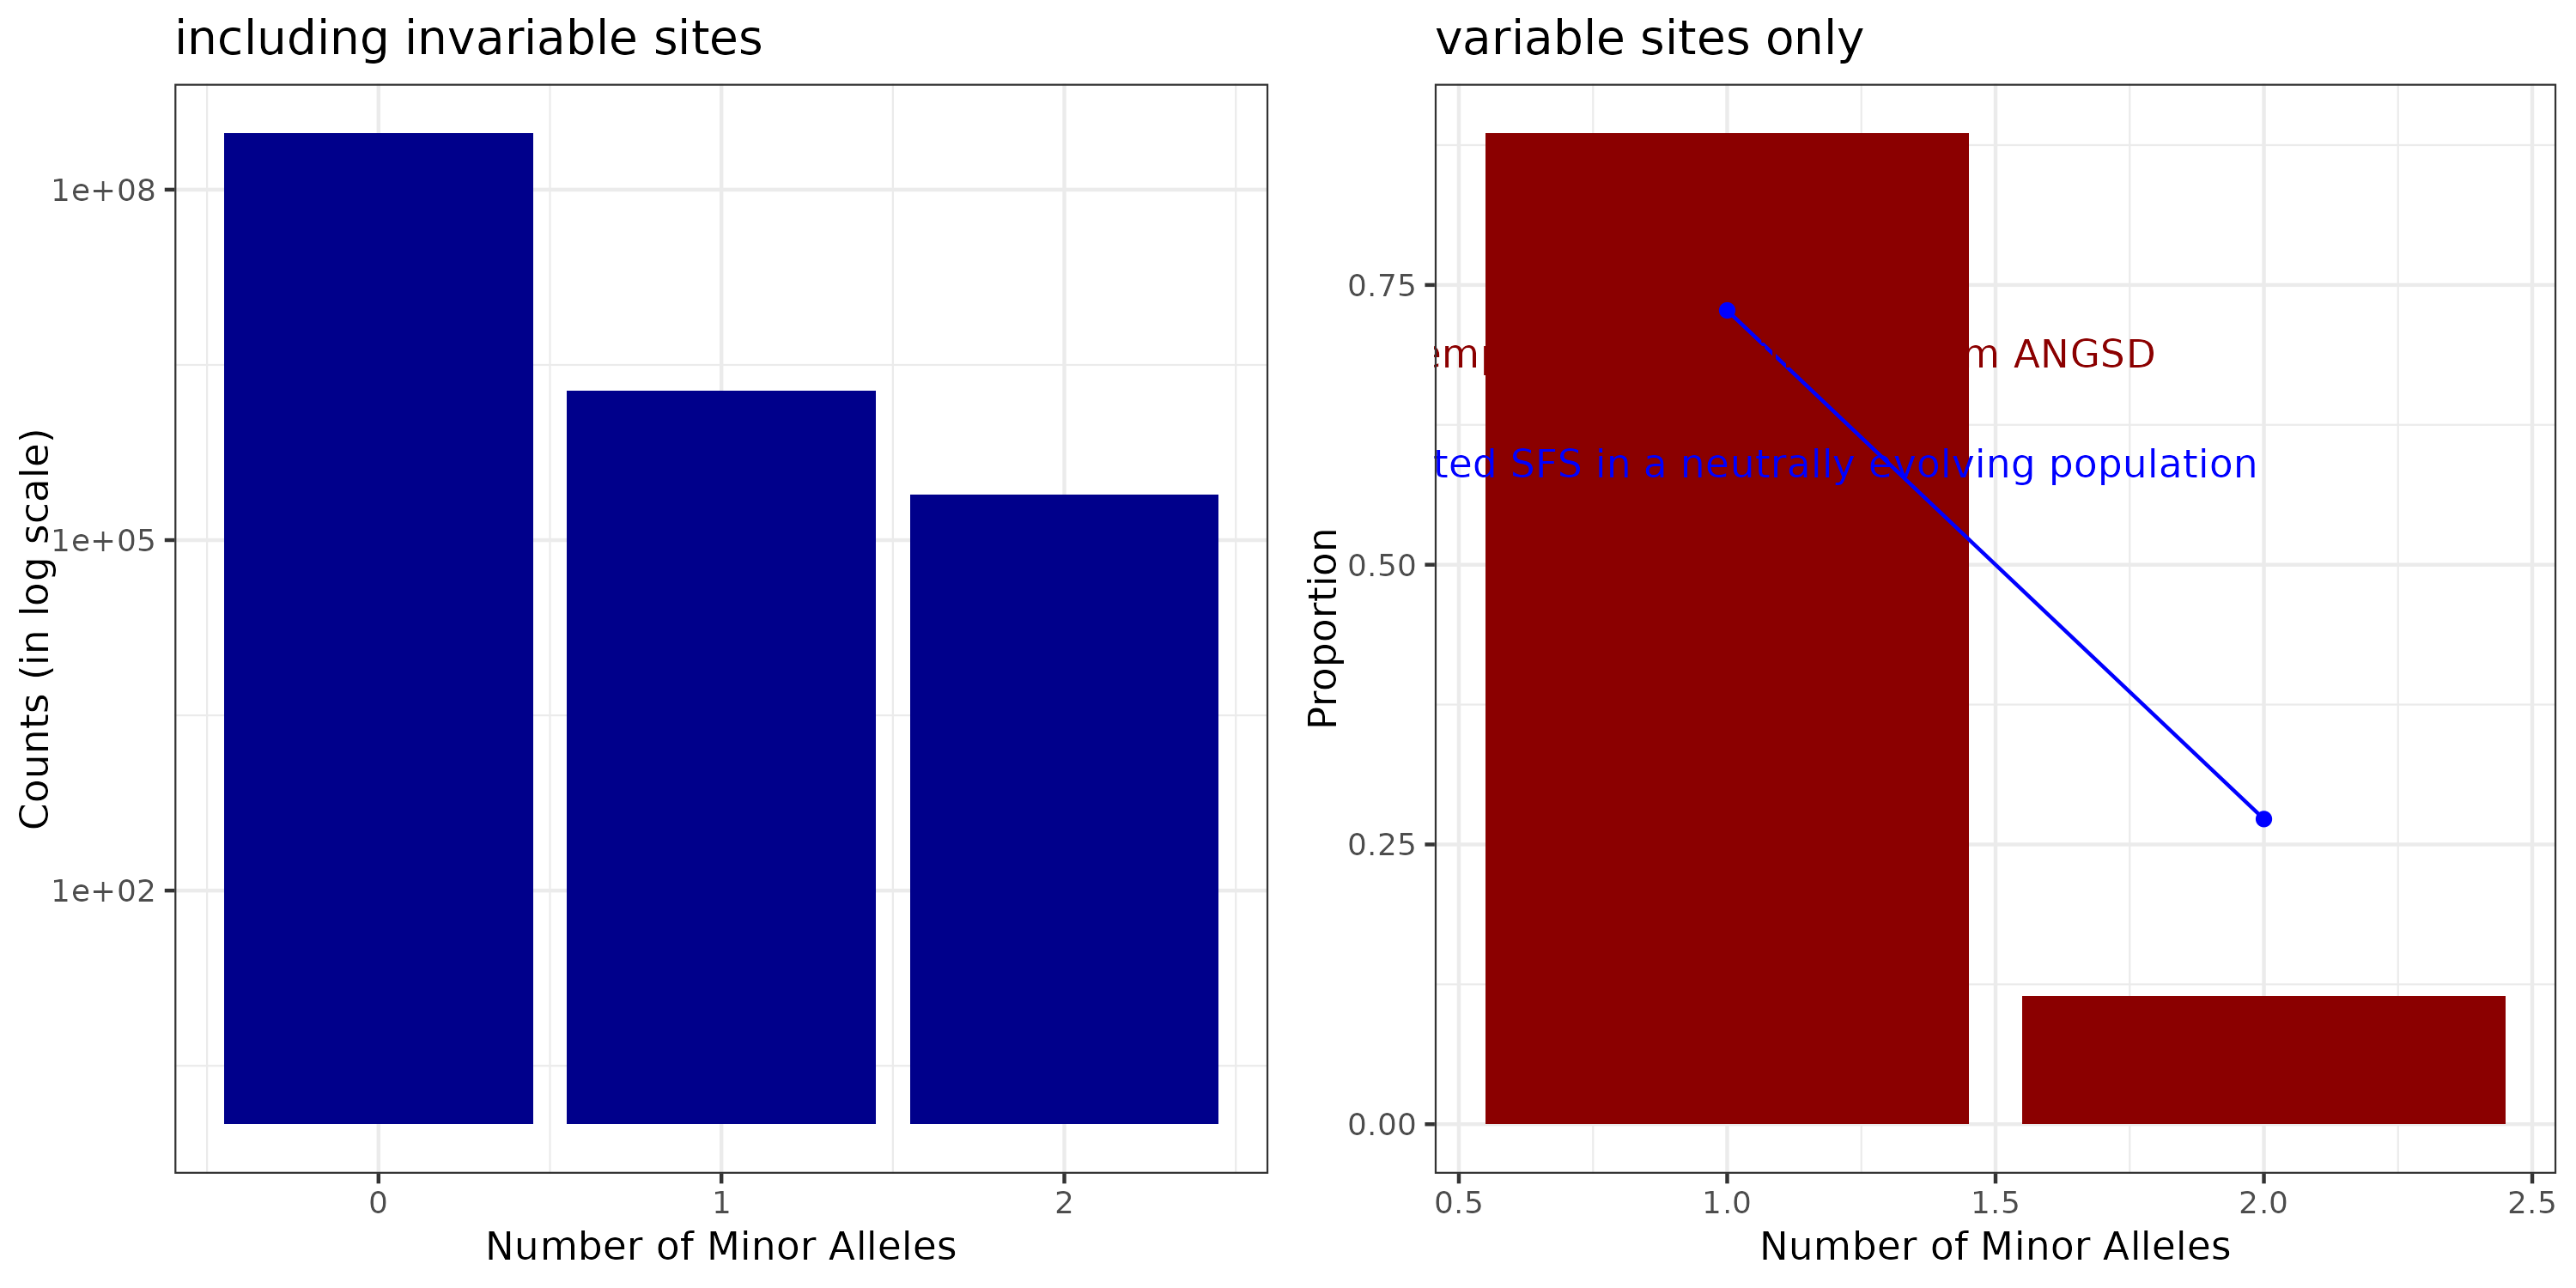 including invariable sites
Counts (in log scale)
1e+08
1e+05
1e+02
0 1 2
Number of Minor Alleles
variable sites only
Proportion
0.75
0.50
0.25
0.00
ANGSD
SFS in a neutrally evolving population
0.5 1.0 1.5 2.0 2.5
Number of Minor Alleles